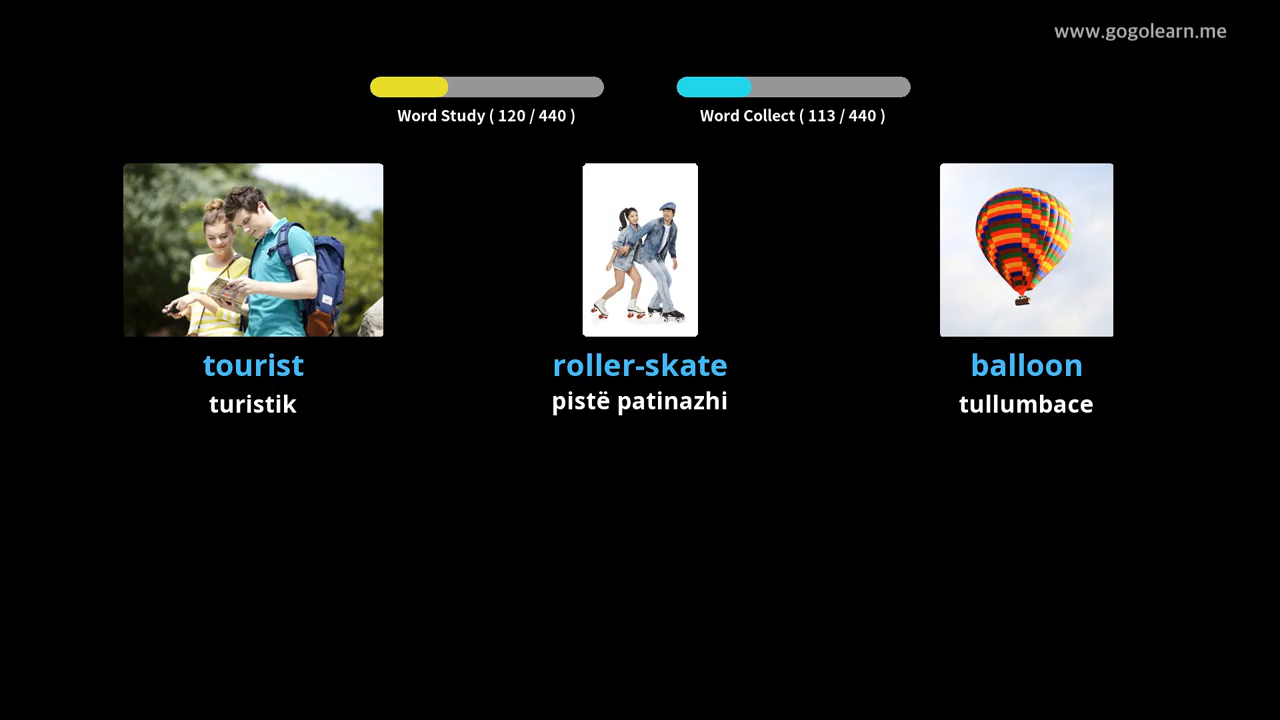 www.gogolearn.me
Word Study ( 120 / 440 )
Word Collect ( 113 / 440 )
tourist
turistik
roller-skate
pistë patinazhi
balloon
tullumbace